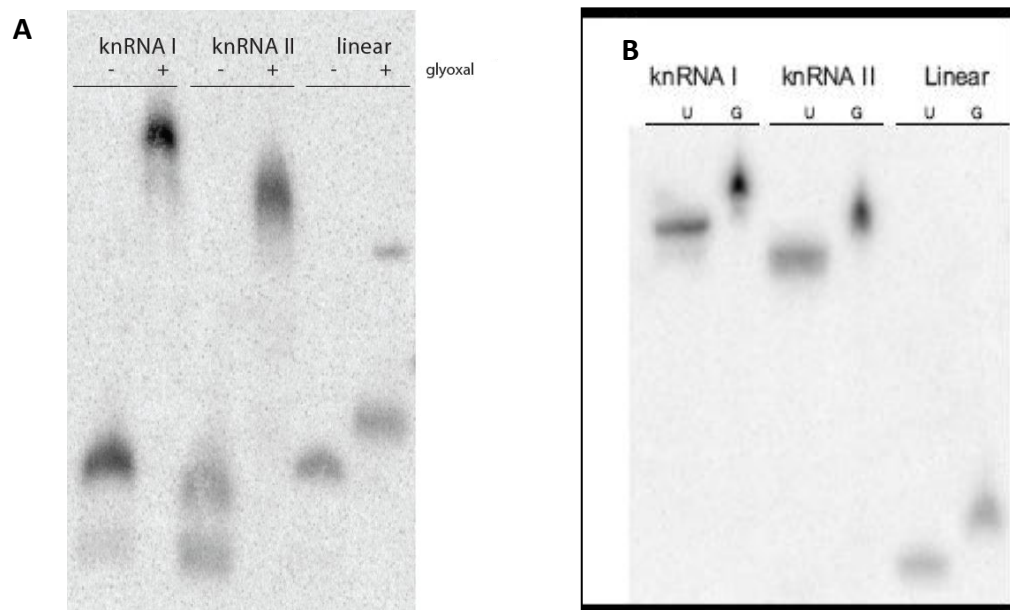 A
knRNA I knRNA II linear
- + - + - + glyoxal
B
knRNA I knRNA II Linear
U G U G U G